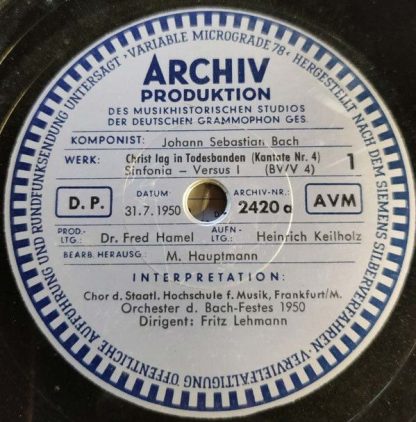 VERVIELFÄLTIGUNG ÖFFENTLICHE AUFFÜHRUNG UND RUNDFUNKSENDUNG UNTERSAGT · VARIABLE MICROGRADE 78 · HERGESTELLT NACH DEM SIEMENS SILBERVERFAHREN ·
ARCHIV
PRODUKTION
DES MUSIKHISTORISCHEN STUDIOS
DER DEUTSCHEN GRAMMOPHON GES.
KOMPONIST: Johann Sebastian Bach
WERK: Christ lag in Todesbanden (Kantate Nr. 4) 1
Sinfonia - Versus I (BWV 4)
D. P. DATUM: ARCHIV-NR.: AVM
31.7. 1950 2420 a
PROD.-LTG.: Dr. Fred Hamel AUFN.-LTG.: Heinrich Keilholz
BEARB. HERAUSG.: M. Hauptmann
INTERPRETATION:
Chor d. Staatl. Hochschule f. Musik, Frankfurt/M.
Orchester d. Bach-Festes 1950
Dirigent: Fritz Lehmann